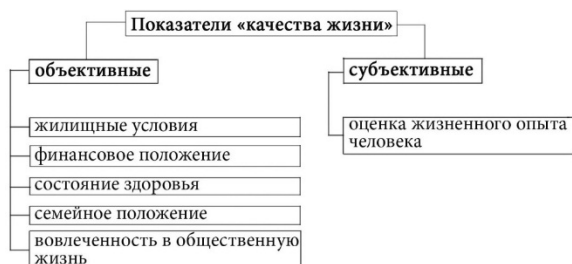 Показатели «качества жизни»
объективные
жилищные условия
финансовое положение
состояние здоровья
семейное положение
вовлеченность в общественную
жизнь
субъективные
оценка жизненного опыта
человека